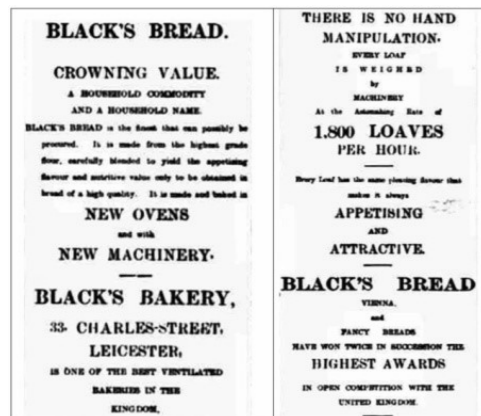 BLACK'S BREAD.
CROWNING VALUE.
A HOUSEHOLD COMMODITY
AND A HOUSEHOLD NAME.
BLACK'S BREAD is the finest that can possibly be
procured. It is made from the highest grade
flour, carefully blended to yield the appetising
flavour and nutritive value only to be obtained in
bread of a high quality. It is made and baked in
NEW OVENS
and with
NEW MACHINERY.
BLACK'S BAKERY,
33, CHARLES-STREET,
LEICESTER,
IS ONE OF THE BEST VENTILATED
BAKERIES IN THE
KINGDOM,
THERE IS NO HAND
MANIPULATION.
EVERY LOAF
IS WEIGHED
by
MACHINERY
At the Astonishing Rate of
1,800 LOAVES
PER HOUR.
Every Loaf has the same pleasing flavour that
makes it always
APPETISING
AND
ATTRACTIVE.
BLACK'S BREAD
VIENNA,
and
FANCY BREADS
HAVE WON TWICE IN SUCCESSION THE
HIGHEST AWARDS
IN OPEN COMPETITION WITH THE
UNITED KINGDOM.